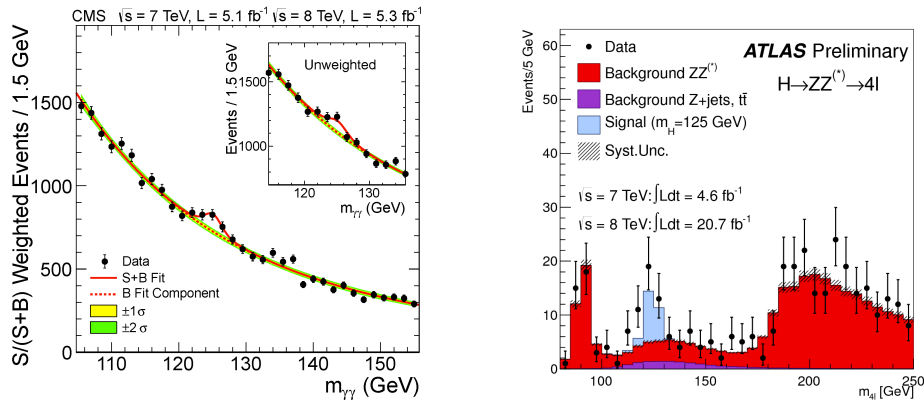 CMS √s = 7 TeV, L = 5.1 fb⁻¹ √s = 8 TeV, L = 5.3 fb⁻¹
S/(S+B) Weighted Events / 1.5 GeV
1500
1000
500
0
Unweighted
Events / 1.5 GeV
1500
1000
120 130
mγγ (GeV)
Data
S+B Fit
B Fit Component
±1σ
±2σ
110 120 130 140 150
mγγ (GeV)
Events/5 GeV
60
50
40
30
20
10
0
Data
Background ZZ(*)
Background Z+jets, tt̄
Signal (mH=125 GeV)
Syst.Unc.
ATLAS Preliminary
H→ZZ(*)→4l
√s = 7 TeV:∫Ldt = 4.6 fb⁻¹
√s = 8 TeV:∫Ldt = 20.7 fb⁻¹
100 150 200 250
m4l [GeV]